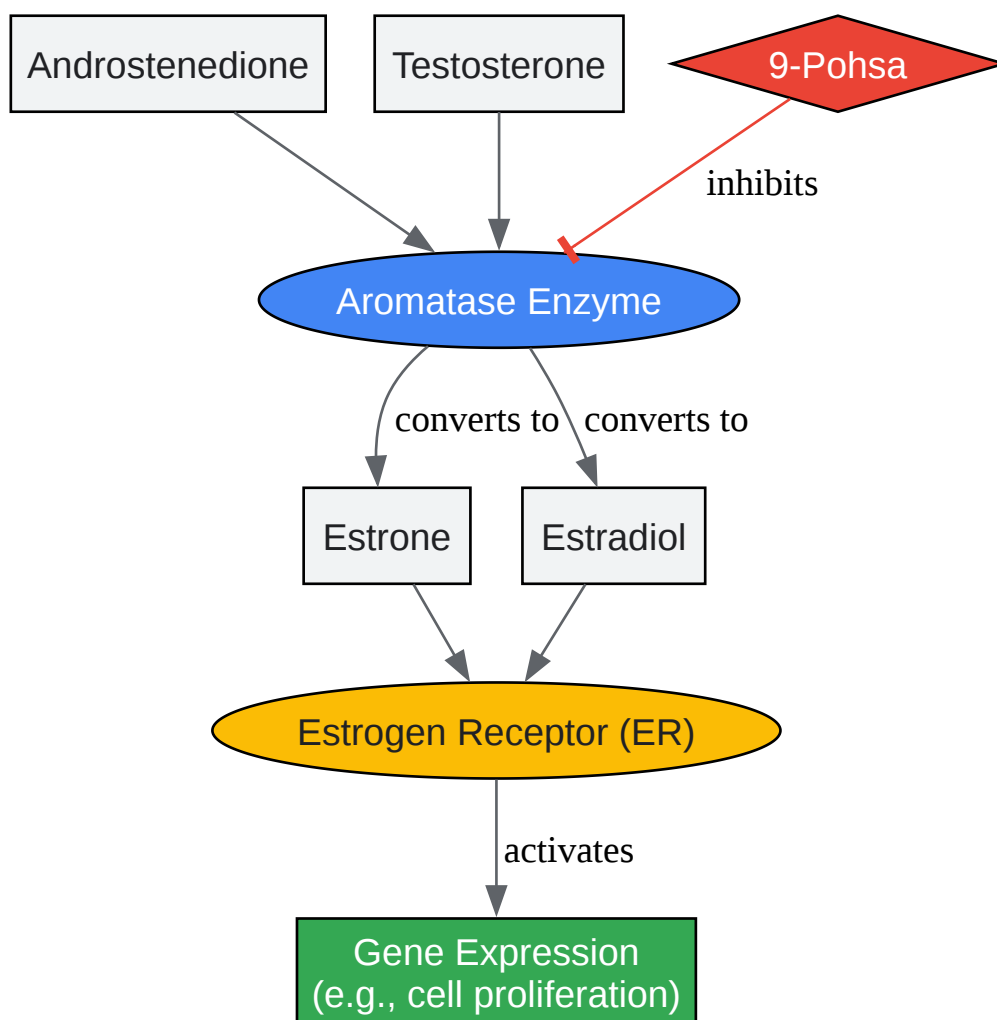 Androstenedione
Testosterone
9-Pohsa
inhibits
Aromatase Enzyme
converts to
converts to
Estrone
Estradiol
Estrogen Receptor (ER)
activates
Gene Expression
(e.g., cell proliferation)